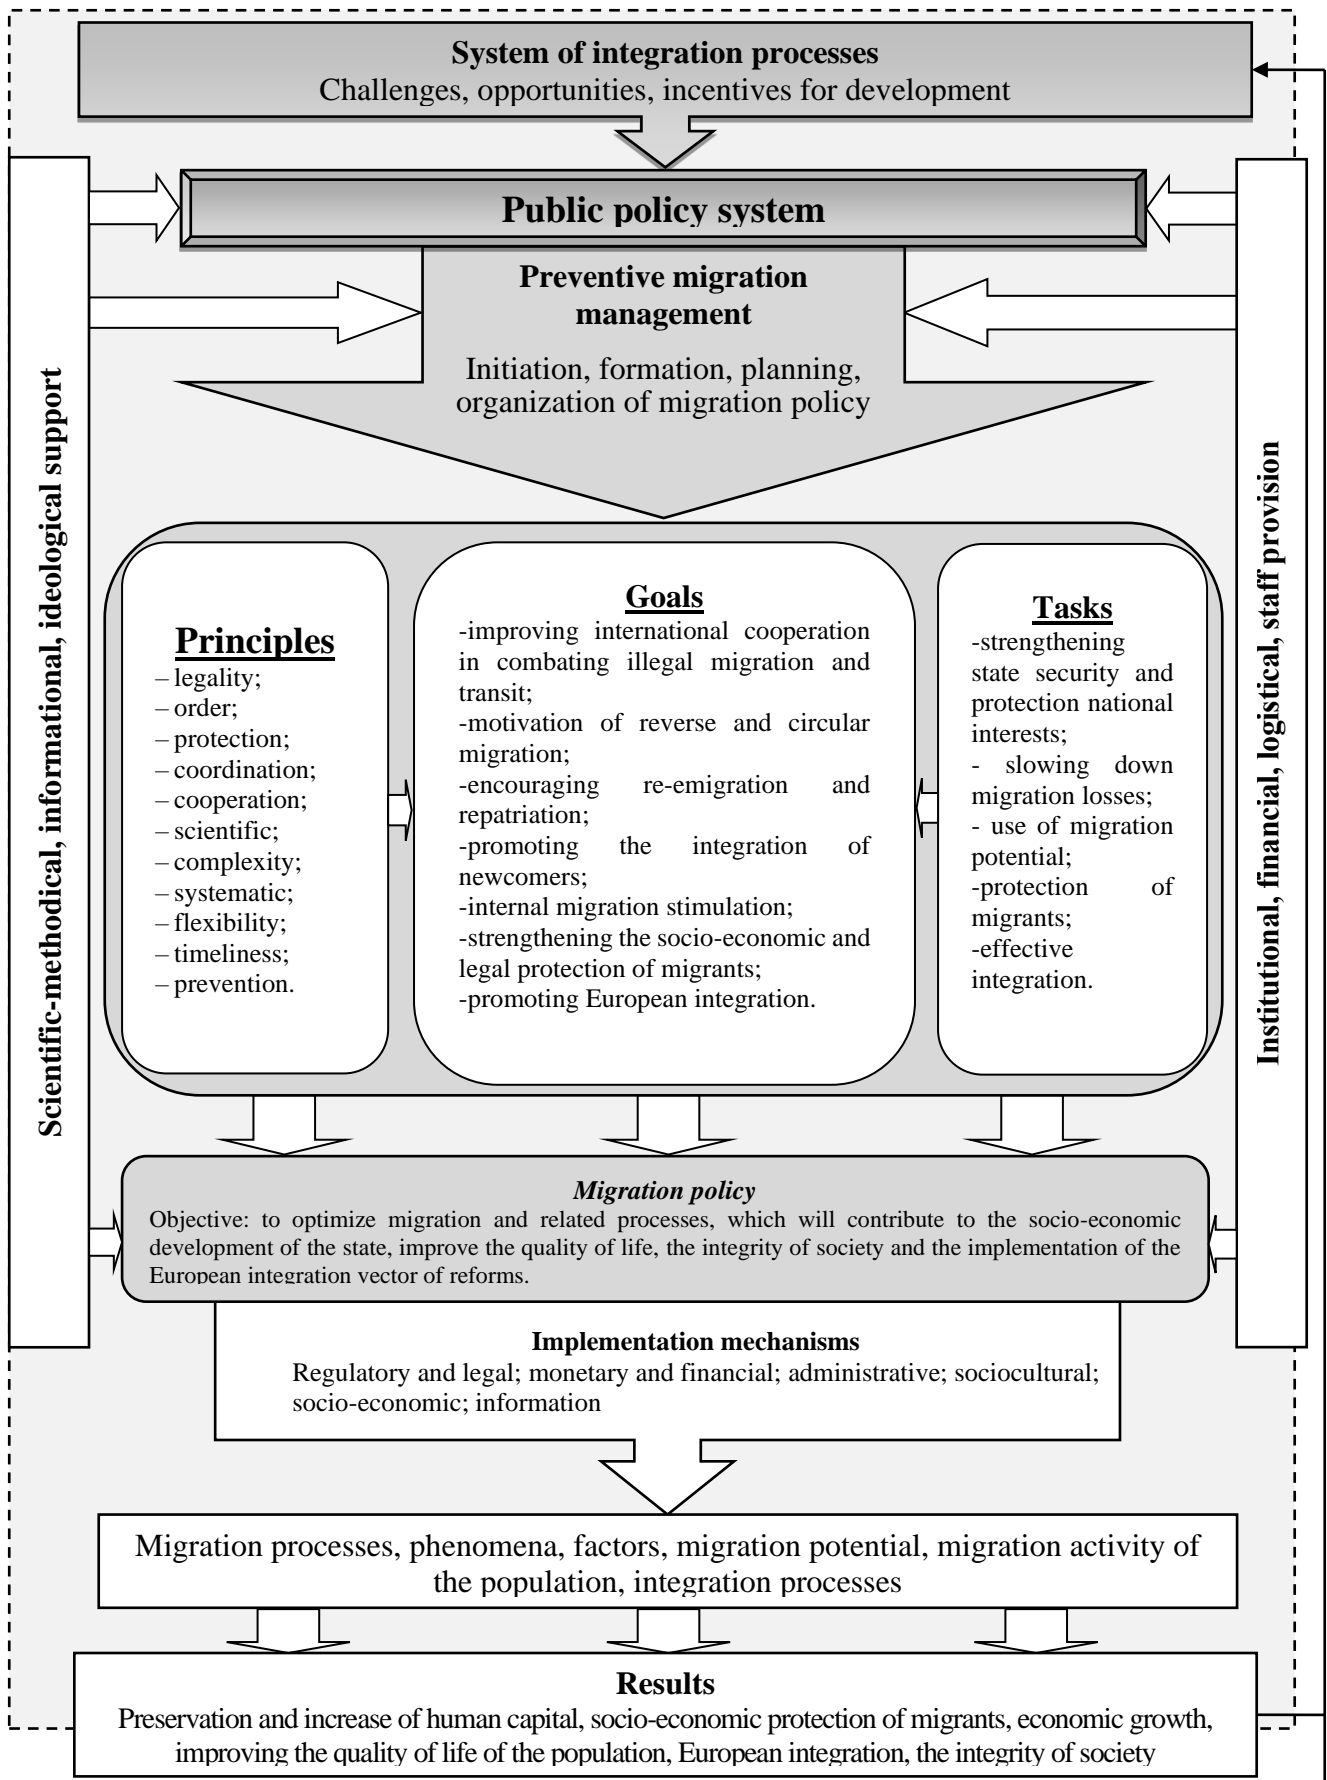 System of integration processes
Challenges, opportunities, incentives for development
Public policy system
Preventive migration
management
Initiation, formation, planning,
organization of migration policy
Scientific-methodical, informational, ideological support
Institutional, financial, logistical, staff provision
Principles
– legality;
– order;
– protection;
– coordination;
– cooperation;
– scientific;
– complexity;
– systematic;
– flexibility;
– timeliness;
– prevention.
Goals
-improving international cooperation
in combating illegal migration and
transit;
-motivation of reverse and circular
migration;
-encouraging re-emigration and
repatriation;
-promoting the integration of
newcomers;
-internal migration stimulation;
-strengthening the socio-economic and
legal protection of migrants;
-promoting European integration.
Tasks
-strengthening
state security and
protection national
interests;
- slowing down
migration losses;
- use of migration
potential;
-protection of
migrants;
-effective
integration.
Migration policy
Objective: to optimize migration and related processes, which will contribute to the socio-economic
development of the state, improve the quality of life, the integrity of society and the implementation of the
European integration vector of reforms.
Implementation mechanisms
Regulatory and legal; monetary and financial; administrative; sociocultural;
socio-economic; information
Migration processes, phenomena, factors, migration potential, migration activity of
the population, integration processes
Results
Preservation and increase of human capital, socio-economic protection of migrants, economic growth,
improving the quality of life of the population, European integration, the integrity of society